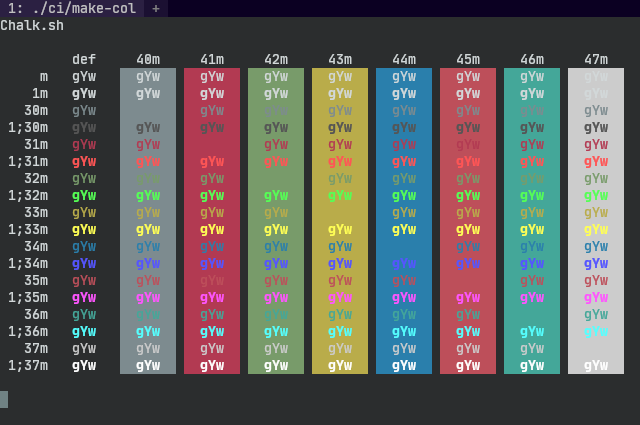 1: ./ci/make-col +
Chalk.sh
def 40m 41m 42m 43m 44m 45m 46m 47m
m gYw gYw gYw gYw gYw gYw gYw gYw gYw
1m gYw gYw gYw gYw gYw gYw gYw gYw gYw
30m gYw gYw gYw gYw gYw gYw gYw gYw
1;30m gYw gYw gYw gYw gYw gYw gYw gYw gYw
31m gYw gYw gYw gYw gYw gYw gYw gYw
1;31m gYw gYw gYw gYw gYw gYw gYw gYw gYw
32m gYw gYw gYw gYw gYw gYw gYw gYw
1;32m gYw gYw gYw gYw gYw gYw gYw gYw gYw
33m gYw gYw gYw gYw gYw gYw gYw gYw
1;33m gYw gYw gYw gYw gYw gYw gYw gYw gYw
34m gYw gYw gYw gYw gYw gYw gYw gYw
1;34m gYw gYw gYw gYw gYw gYw gYw gYw gYw
35m gYw gYw gYw gYw gYw gYw gYw gYw
1;35m gYw gYw gYw gYw gYw gYw gYw gYw gYw
36m gYw gYw gYw gYw gYw gYw gYw gYw
1;36m gYw gYw gYw gYw gYw gYw gYw gYw gYw
37m gYw gYw gYw gYw gYw gYw gYw gYw
1;37m gYw gYw gYw gYw gYw gYw gYw gYw gYw